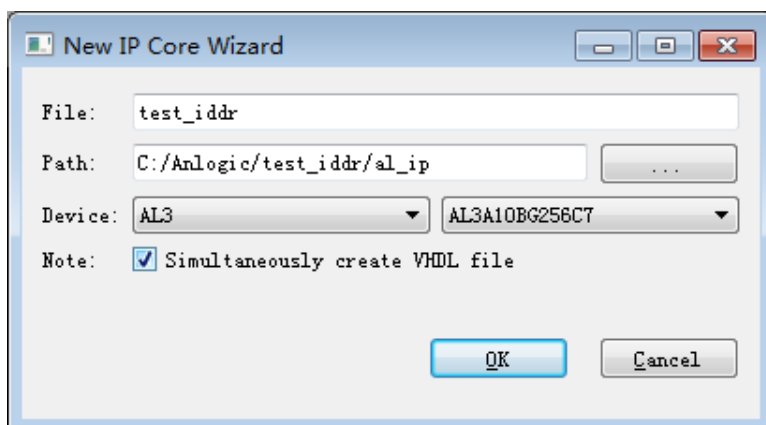 New IP Core Wizard
File: test_iddr
Path: C:/Anlogic/test_iddr/al_ip ...
Device: AL3 AL3A10BG256C7
Note: Simultaneously create VHDL file
OK Cancel